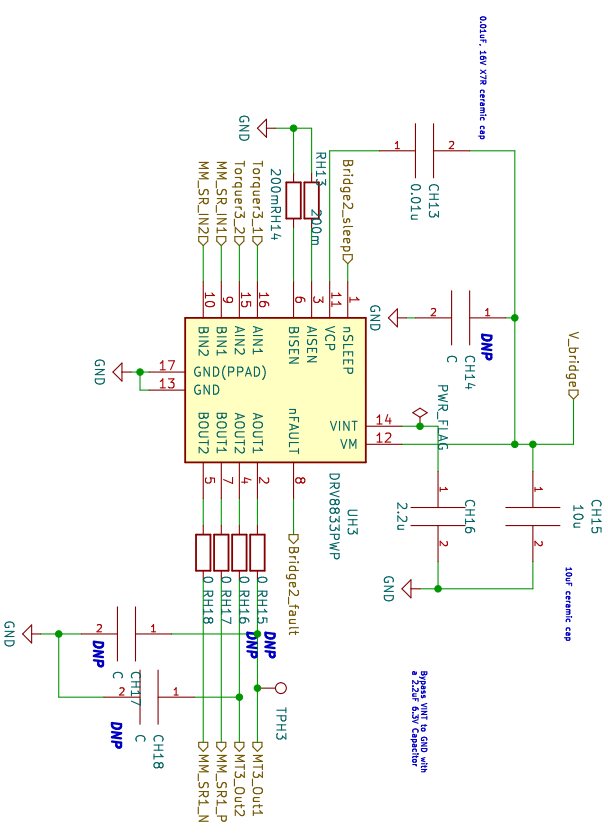 0.01uF, 16V X7R ceramic cap
GND
RH13
200m
200m
RH14
Bridge2_sleep
1
2
CH13
0.01u
MM_SR_IN2
MM_SR_IN1
Torquer3_2
Torquer3_1
10
9
15
16
6
3
11
1
GND
2
1
CH14
C
DNP
V_bridge
BIN2
BIN1
AIN2
AIN1
BISEN
AISEN
VCP
nSLEEP
GND
17
13
GND(PPAD)
GND
PWR_FLAG
VINT
VM
14
12
BOUT2
BOUT1
AOUT2
AOUT1
nFAULT
5
7
4
2
8
UH3
DRV8833PWP
1
2
CH16
2.2u
1
2
CH15
10u
GND
10uF ceramic cap
Bridge2_fault
0
RH18
0
RH17
0
RH16
0
RH15
DNP
DNP
GND
2
1
CH17
C
DNP
2
1
CH18
C
DNP
TPH3
Bypass VINT to GND with
a 2.2uF 6.3V Capacitor
MM_SR1_N
MM_SR1_P
MT3_Out2
MT3_Out1